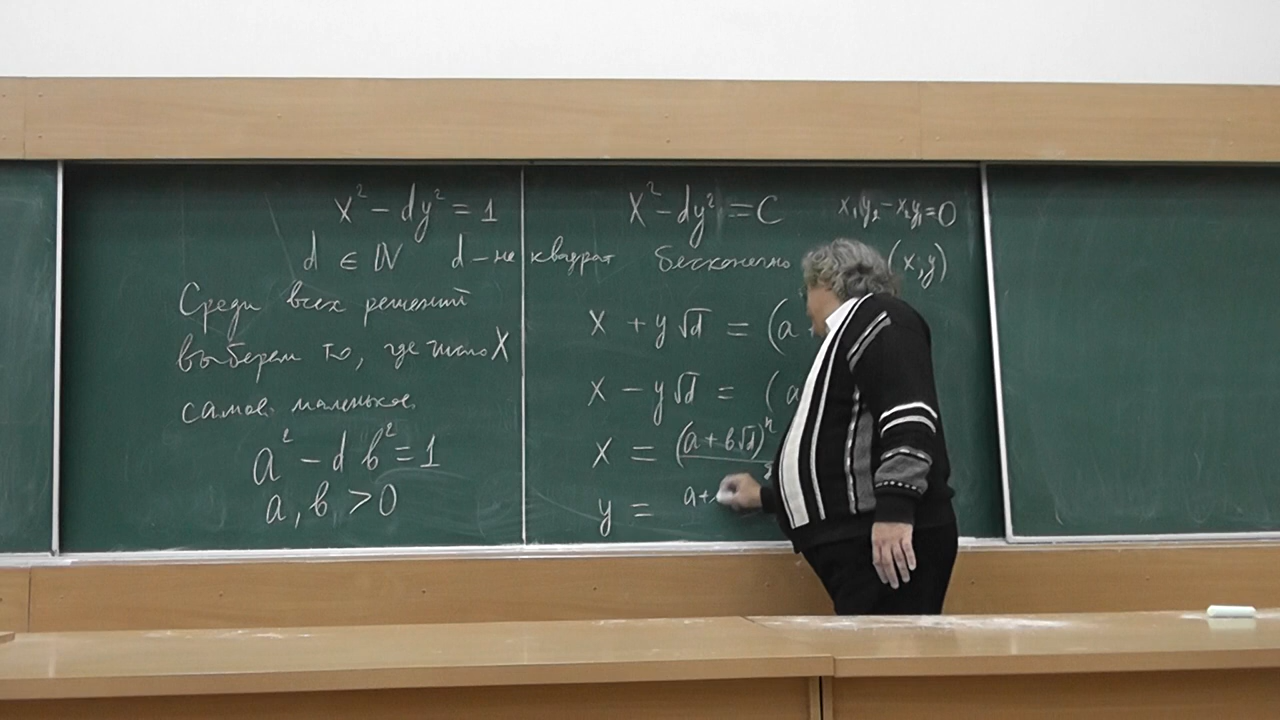 x² - dy² = 1
d ∈ ℕ d - не квадрат
Среди всех решений
выберем то, где число X
самое маленькое.
a² - d b² = 1
a, b > 0
x² - dy² = C x₁y₂ - x₂y₁ = 0
бесконечно (x, y)
x + y√d = (a +
x - y√d = (a
x = (a + b√d)ⁿ
y = a +